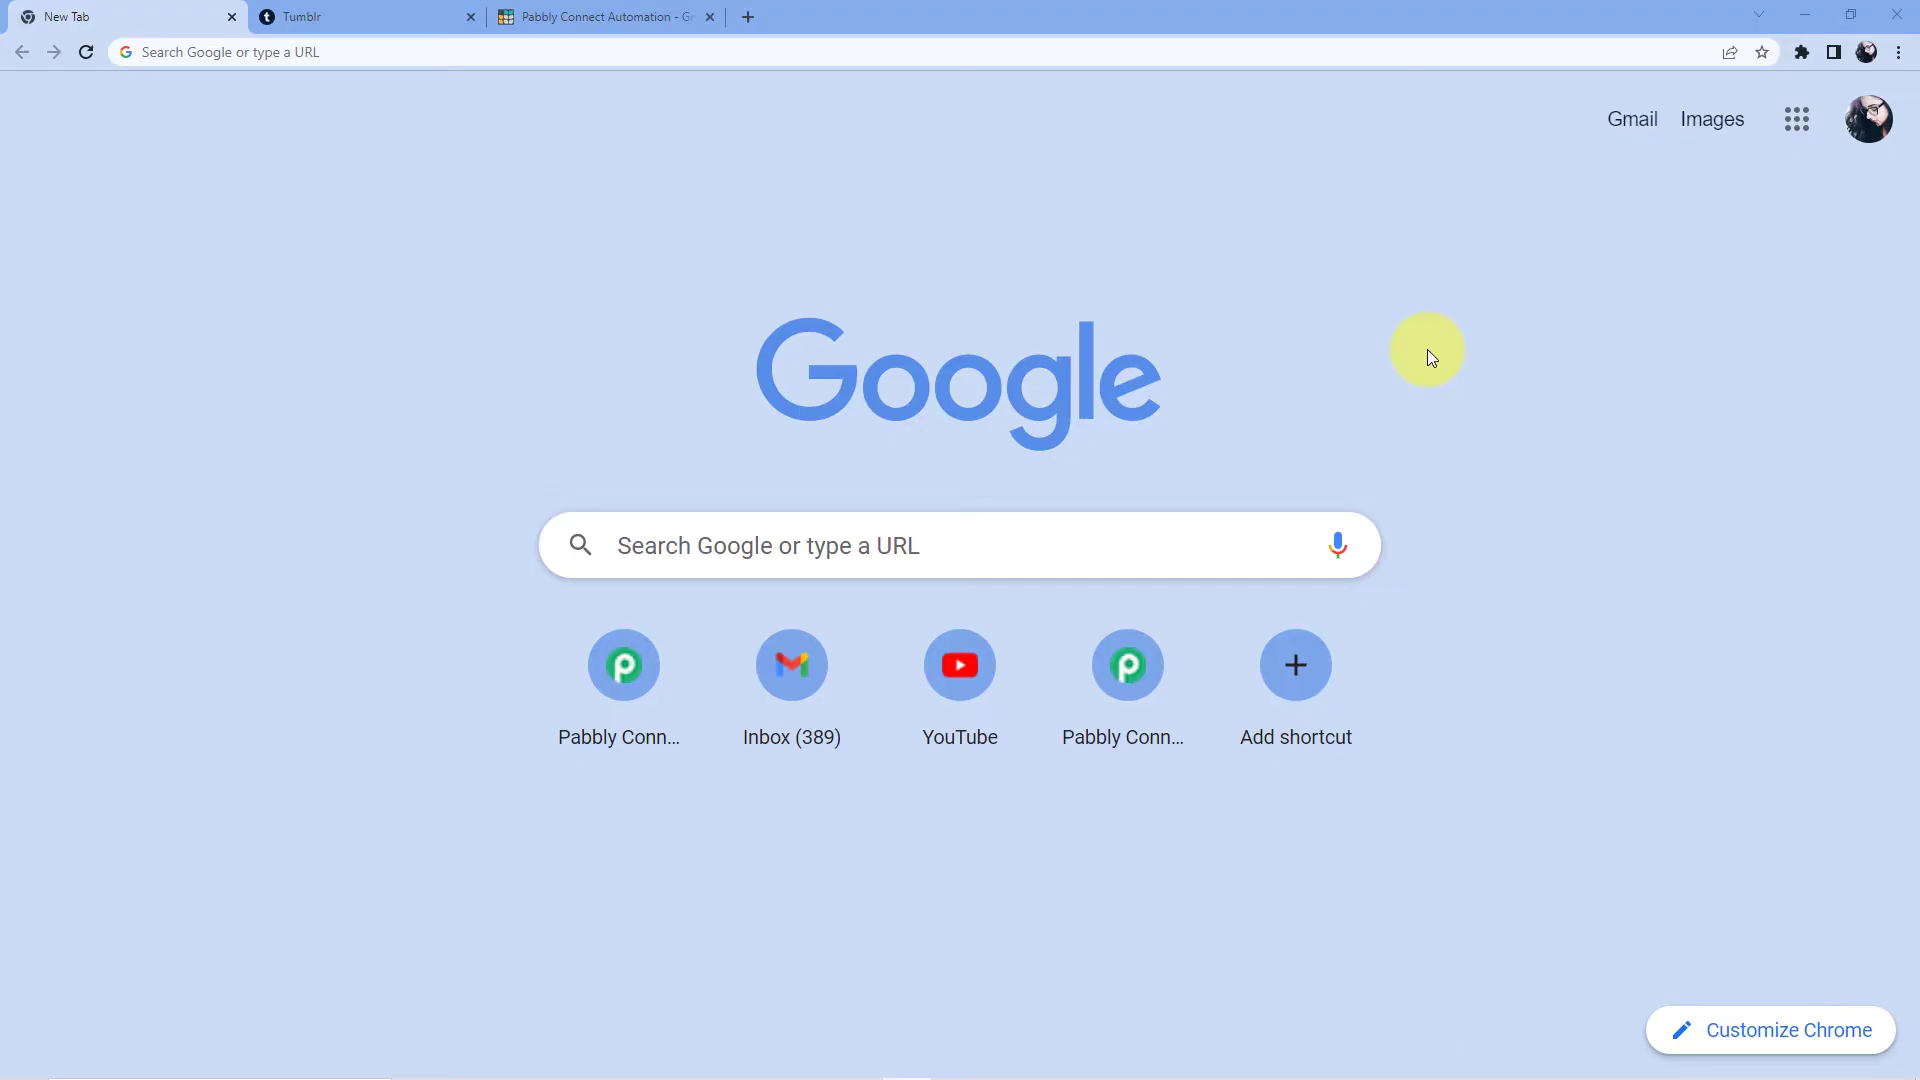 New Tab
Tumblr
Pabbly Connect Automation - Gr
Search Google or type a URL
Gmail
Images
Google
Search Google or type a URL
Pabbly Conn...
Inbox (389)
YouTube
Pabbly Conn...
Add shortcut
Customize Chrome